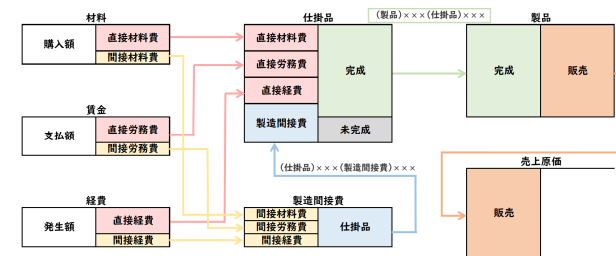 材料
購入額
直接材料費
間接材料費
賃金
支払額
直接労務費
間接労務費
経費
発生額
直接経費
間接経費
仕掛品
直接材料費
直接労務費
直接経費
製造間接費
完成
未完成
(製品)×××(仕掛品)×××
(仕掛品)×××(製造間接費)×××
製造間接費
間接材料費
間接労務費
間接経費
仕掛品
製品
完成
販売
売上原価
販売